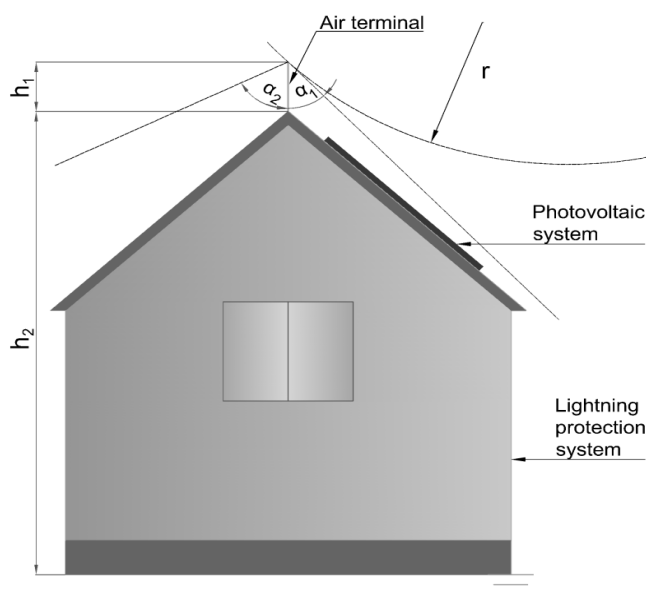 Air terminal
h₁
α₂
α₁
r
Photovoltaic
system
h₂
Lightning
protection
system